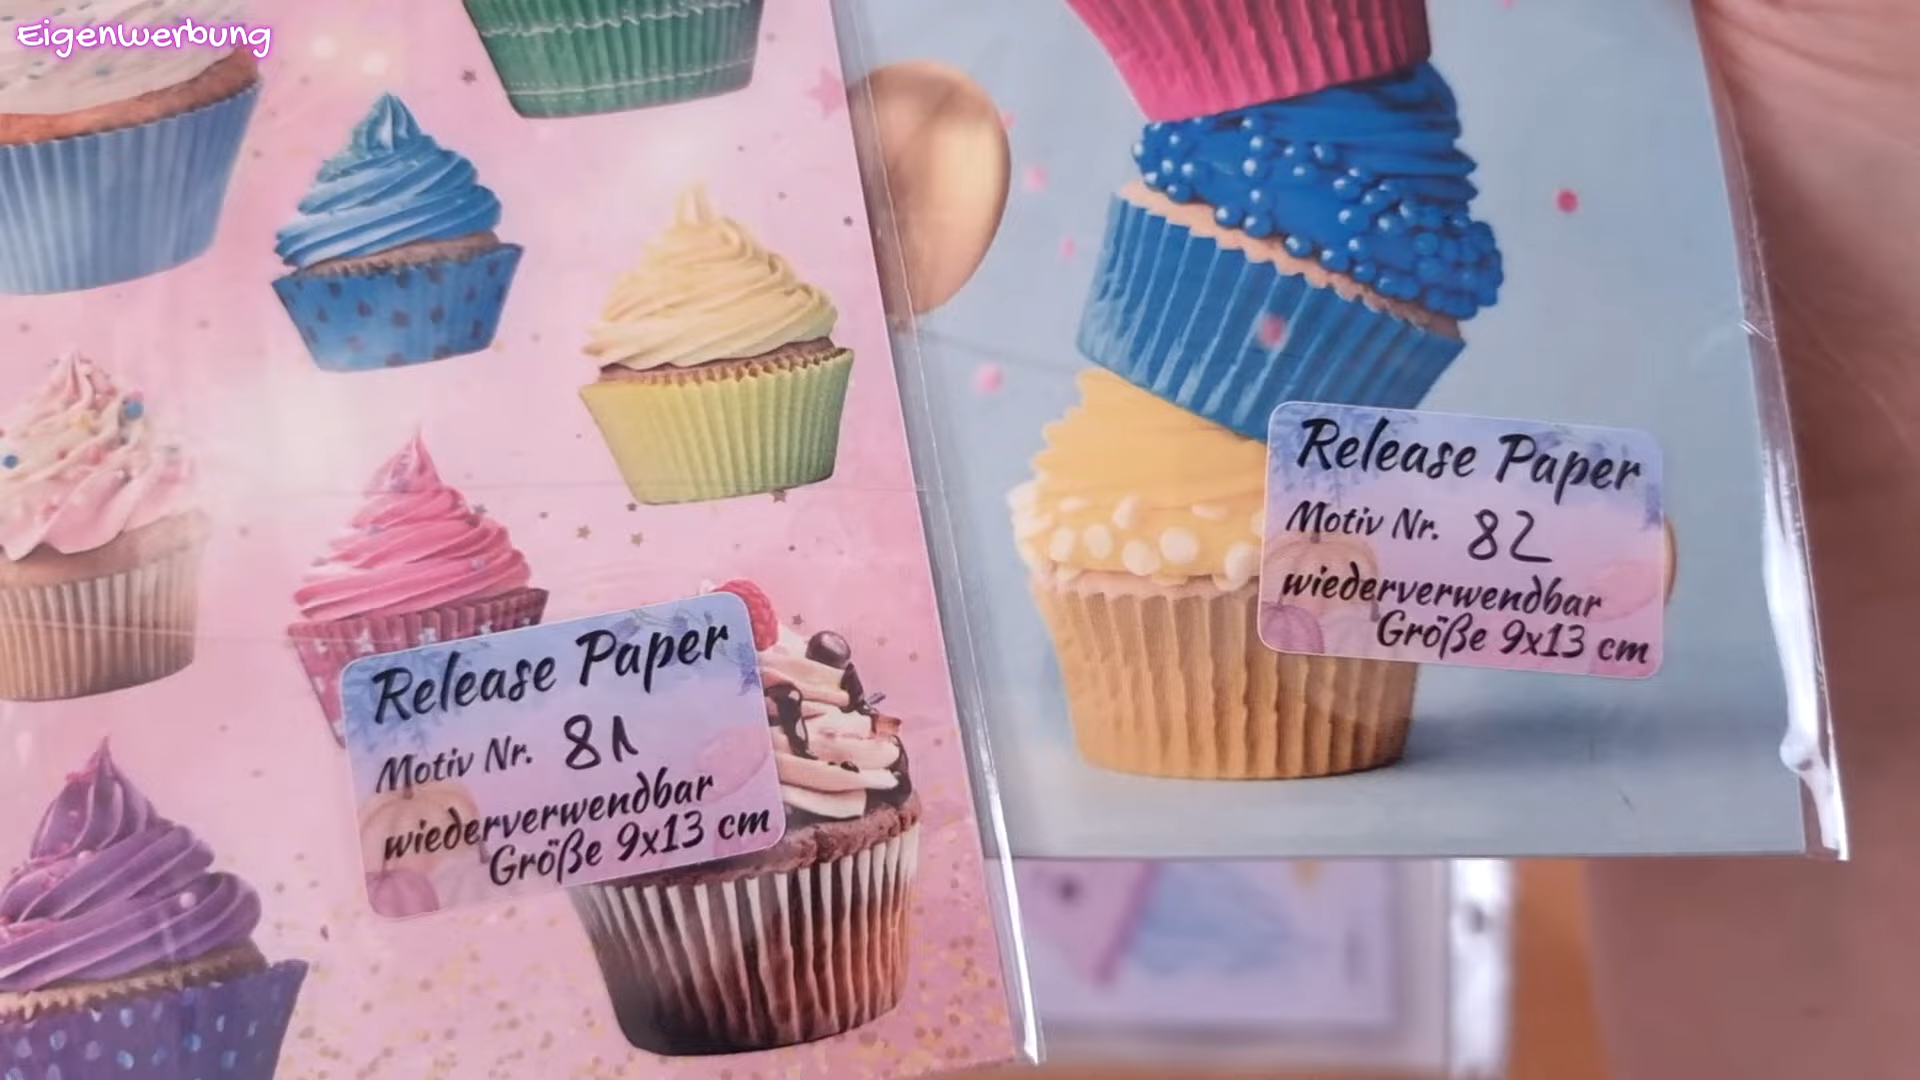 Eigenwerbung
Release Paper
Motiv Nr. 81
wiederverwendbar
Größe 9x13 cm
Release Paper
Motiv Nr. 82
wiederverwendbar
Größe 9x13 cm